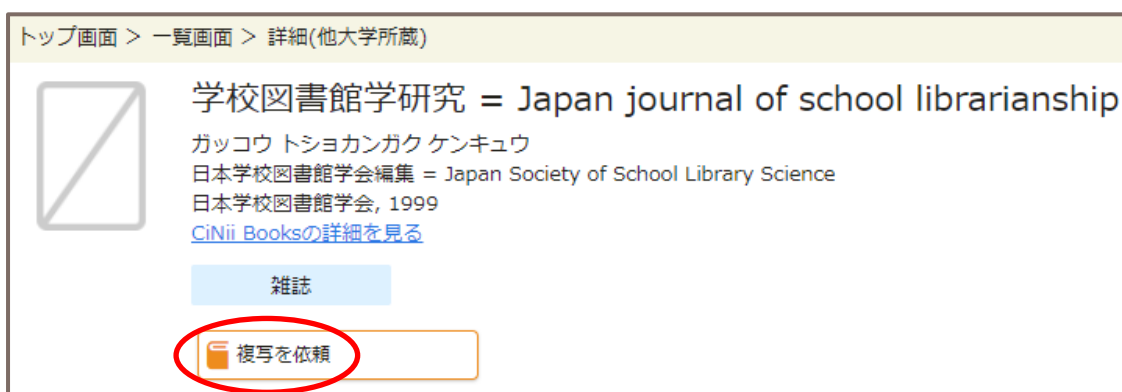 トップ画面 > 一覧画面 > 詳細(他大学所蔵)
学校図書館学研究 = Japan journal of school librarianship
ガッコウ トショカンガク ケンキュウ
日本学校図書館学会編集 = Japan Society of School Library Science
日本学校図書館学会, 1999
CiNii Booksの詳細を見る
雑誌
複写を依頼